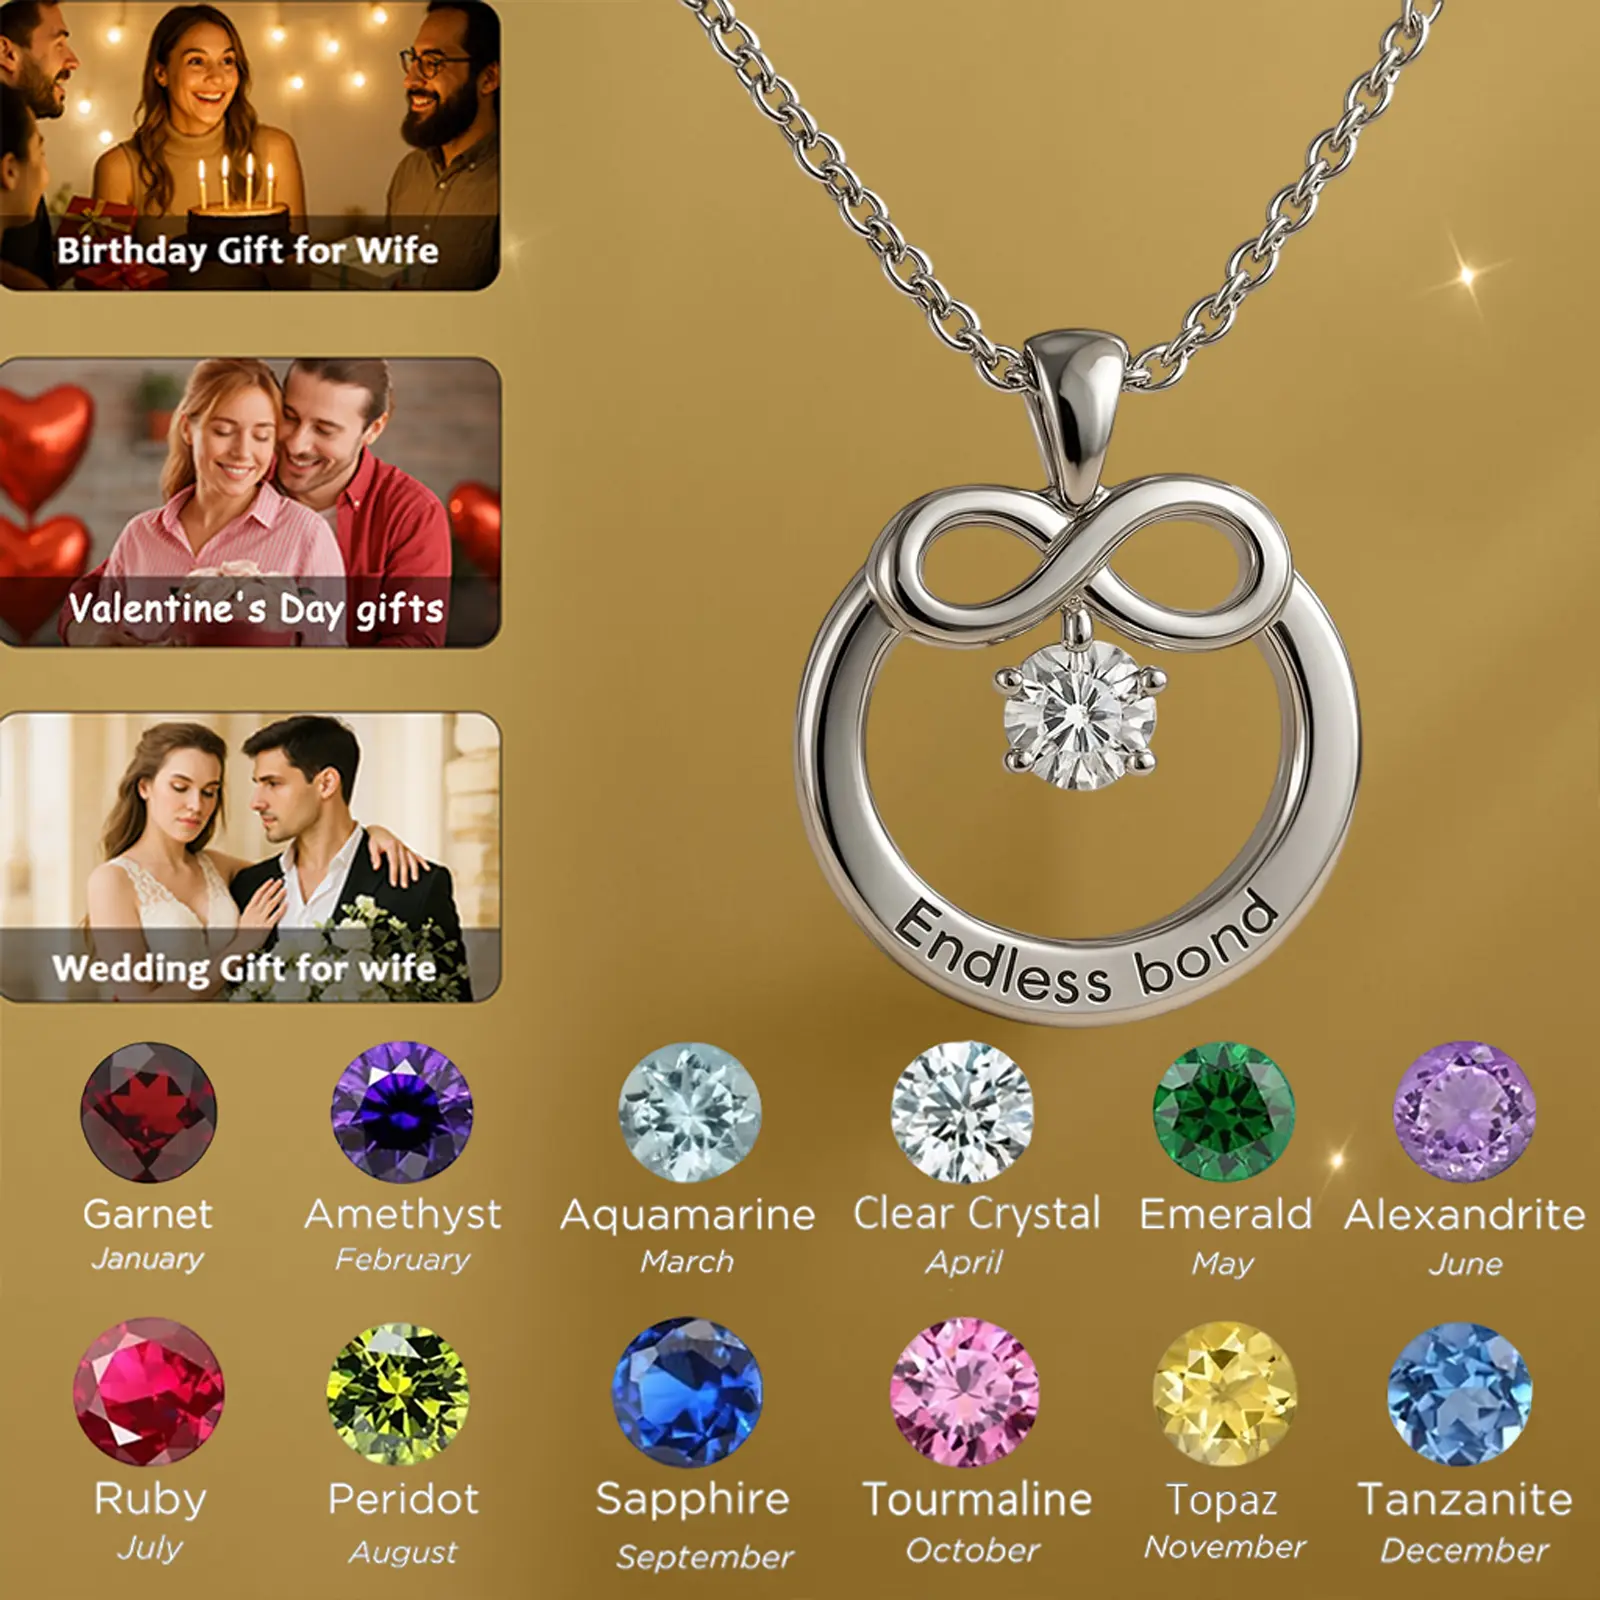 Birthday Gift for Wife
Valentine's Day gifts
Wedding Gift for wife
Endless bond
Garnet
January
Amethyst
February
Aquamarine
March
Clear Crystal
April
Emerald
May
Alexandrite
June
Ruby
July
Peridot
August
Sapphire
September
Tourmaline
October
Topaz
November
Tanzanite
December